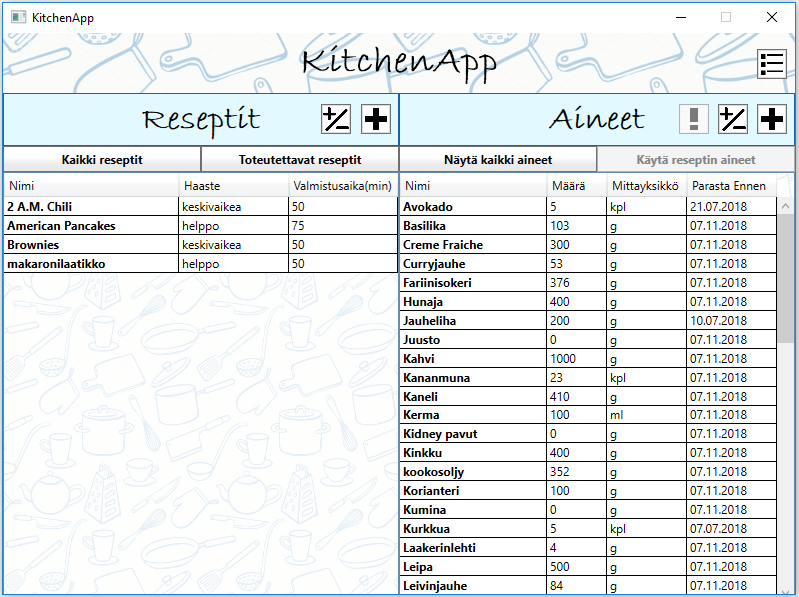 KitchenApp
KitchenApp
Reseptit
Aineet
Kaikki reseptit Toteutettavat reseptit Näytä kaikki aineet Käytä reseptin aineet
Nimi Haaste Valmistusaika(min)
2 A.M. Chili keskivaikea 50
American Pancakes helppo 75
Brownies keskivaikea 50
makaronilaatikko helppo 50
Nimi Määrä Mittayksikkö Parasta Ennen
Avokado 5 kpl 21.07.2018
Basilika 103 g 07.11.2018
Creme Fraiche 300 g 07.11.2018
Curryjauhe 53 g 07.11.2018
Fariinisokeri 376 g 07.11.2018
Hunaja 400 g 07.11.2018
Jauheliha 200 g 10.07.2018
Juusto 0 g 07.11.2018
Kahvi 1000 g 07.11.2018
Kananmuna 23 kpl 07.11.2018
Kaneli 410 g 07.11.2018
Kerma 100 ml 07.11.2018
Kidney pavut 0 g 07.11.2018
Kinkku 400 g 07.11.2018
kookosoljy 352 g 07.11.2018
Korianteri 100 g 07.11.2018
Kumina 0 g 07.11.2018
Kurkkua 5 kpl 07.07.2018
Laakerinlehti 4 g 07.11.2018
Leipa 500 g 07.11.2018
Leivinjauhe 84 g 07.11.2018